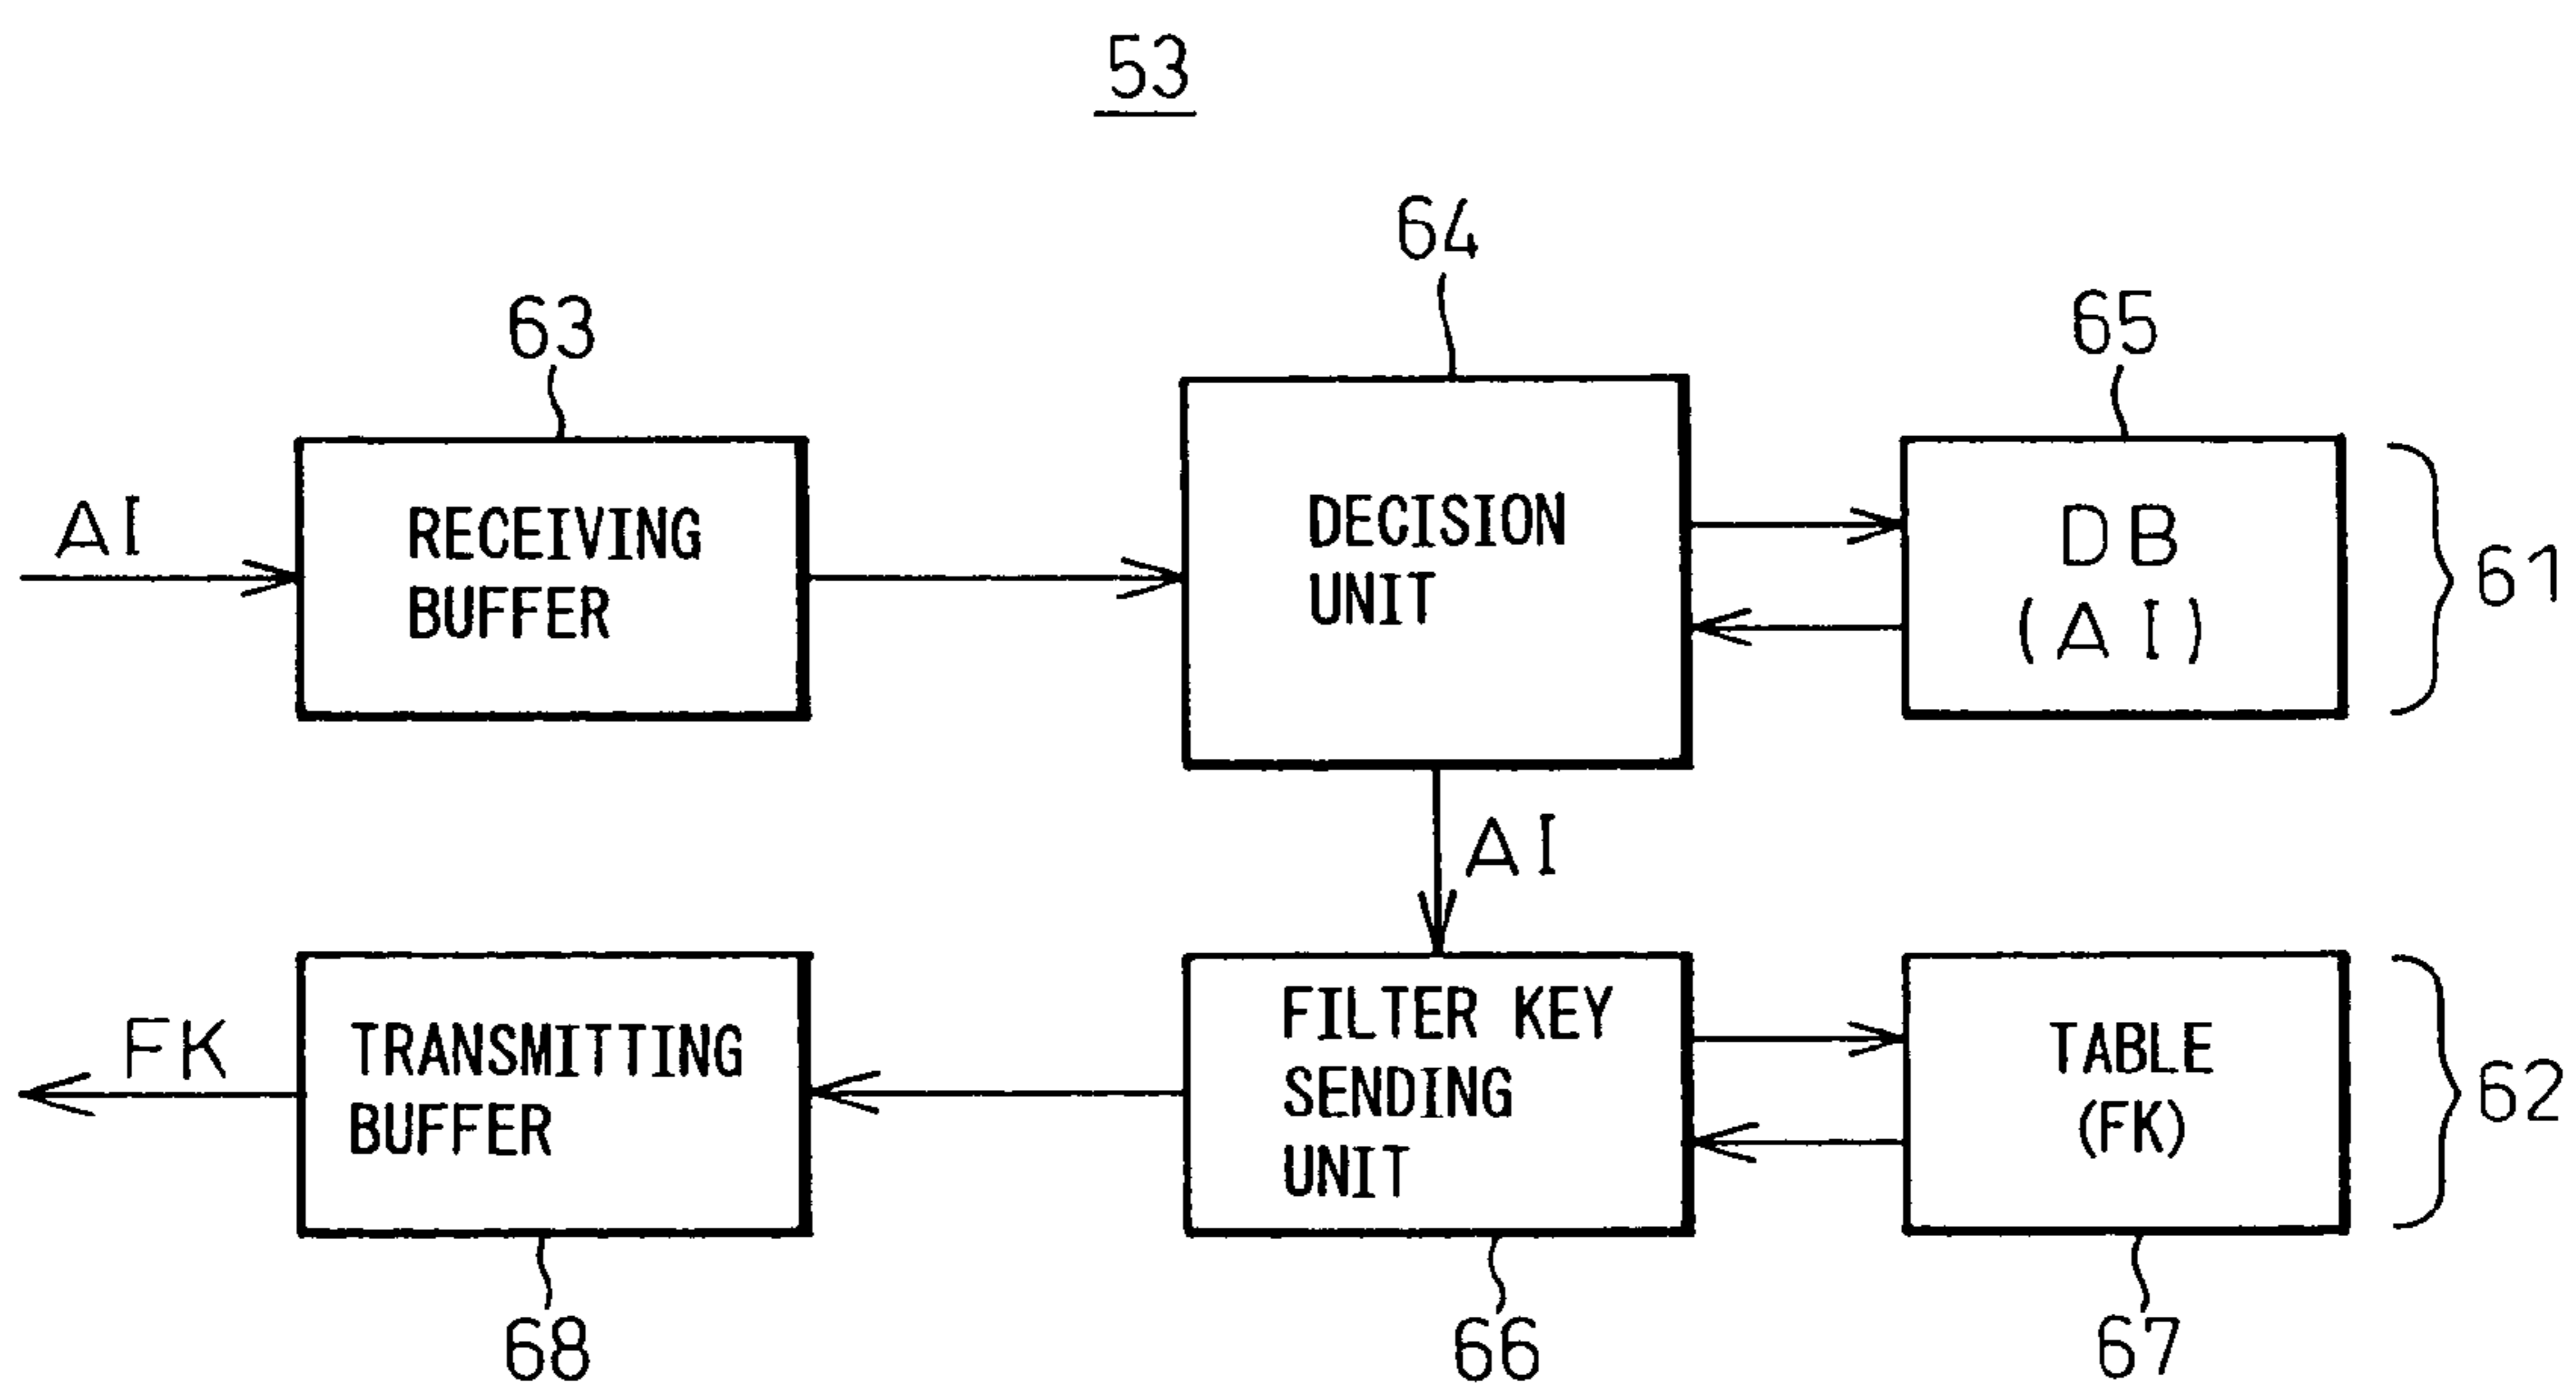 53
64
65
63
AI
RECEIVING
BUFFER
DECISION
UNIT
DB
(AI)
61
AI
FK
TRANSMITTING
BUFFER
FILTER KEY
SENDING
UNIT
TABLE
(FK)
62
68
66
67